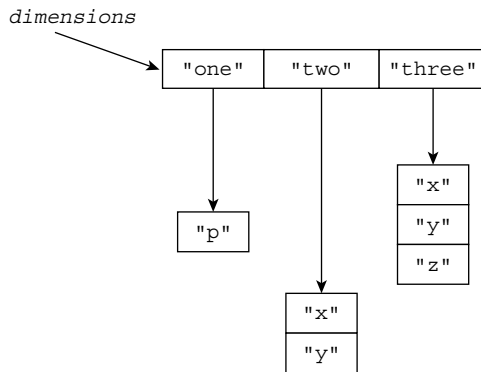 dimensions
"one" "two" "three"
"x"
"y"
"p"
"z"
"x"
"y"